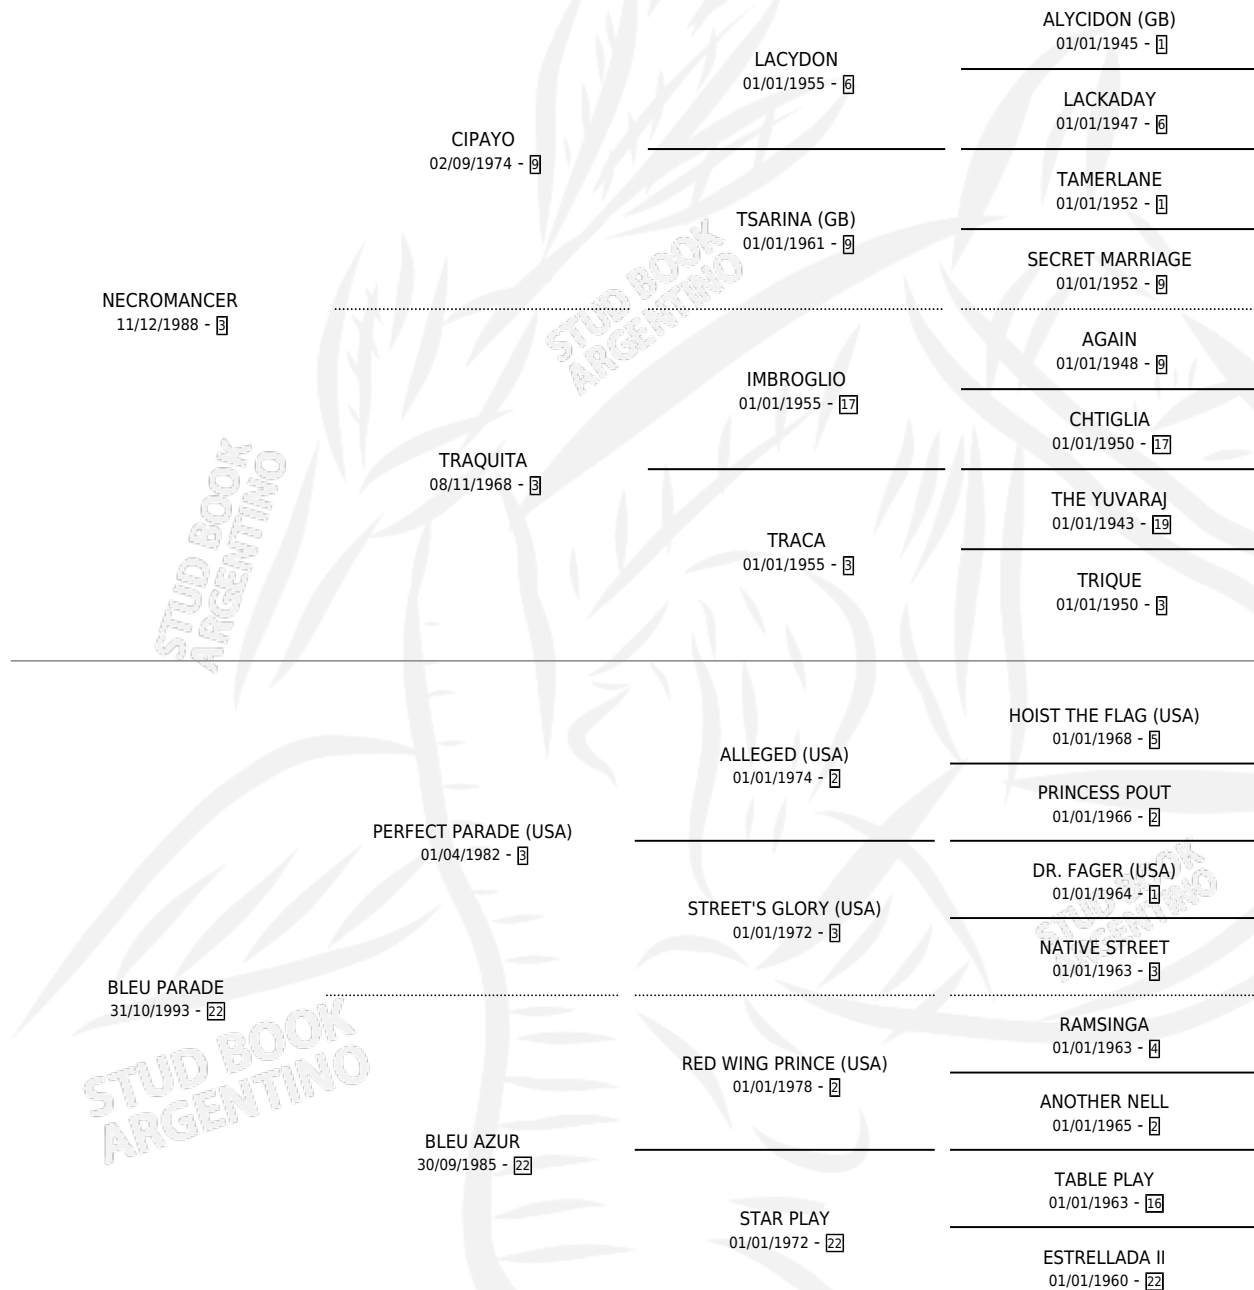 ALYCIDON (GB)
01/01/1945 - 1
LACYDON
01/01/1955 - 6
LACKADAY
01/01/1947 - 6
CIPAYO
02/09/1974 - 9
TAMERLANE
01/01/1952 - 1
TSARINA (GB)
01/01/1961 - 9
SECRET MARRIAGE
01/01/1952 - 9
STUD BOOK
ARGENTINO
NECROMANCER
11/12/1988 - 3
AGAIN
01/01/1948 - 9
IMBROGLIO
01/01/1955 - 17
CHTIGLIA
01/01/1950 - 17
TRAQUITA
08/11/1968 - 3
THE YUVARAJ
01/01/1943 - 19
TRACA
01/01/1955 - 3
TRIQUE
01/01/1950 - 3
STUD BOOK
ARGENTINO
HOIST THE FLAG (USA)
01/01/1968 - 5
ALLEGED (USA)
01/01/1974 - 2
PRINCESS POUT
01/01/1966 - 2
PERFECT PARADE (USA)
01/04/1982 - 3
DR. FAGER (USA)
01/01/1964 - 1
STREET'S GLORY (USA)
01/01/1972 - 3
NATIVE STREET
01/01/1963 - 3
STUD BOOK
ARGENTINO
BLEU PARADE
31/10/1993 - 22
RAMSINGA
01/01/1963 - 4
RED WING PRINCE (USA)
01/01/1978 - 2
ANOTHER NELL
01/01/1965 - 2
STUD BOOK
ARGENTINO
BLEU AZUR
30/09/1985 - 22
TABLE PLAY
01/01/1963 - 16
STAR PLAY
01/01/1972 - 22
ESTRELLADA II
01/01/1960 - 22